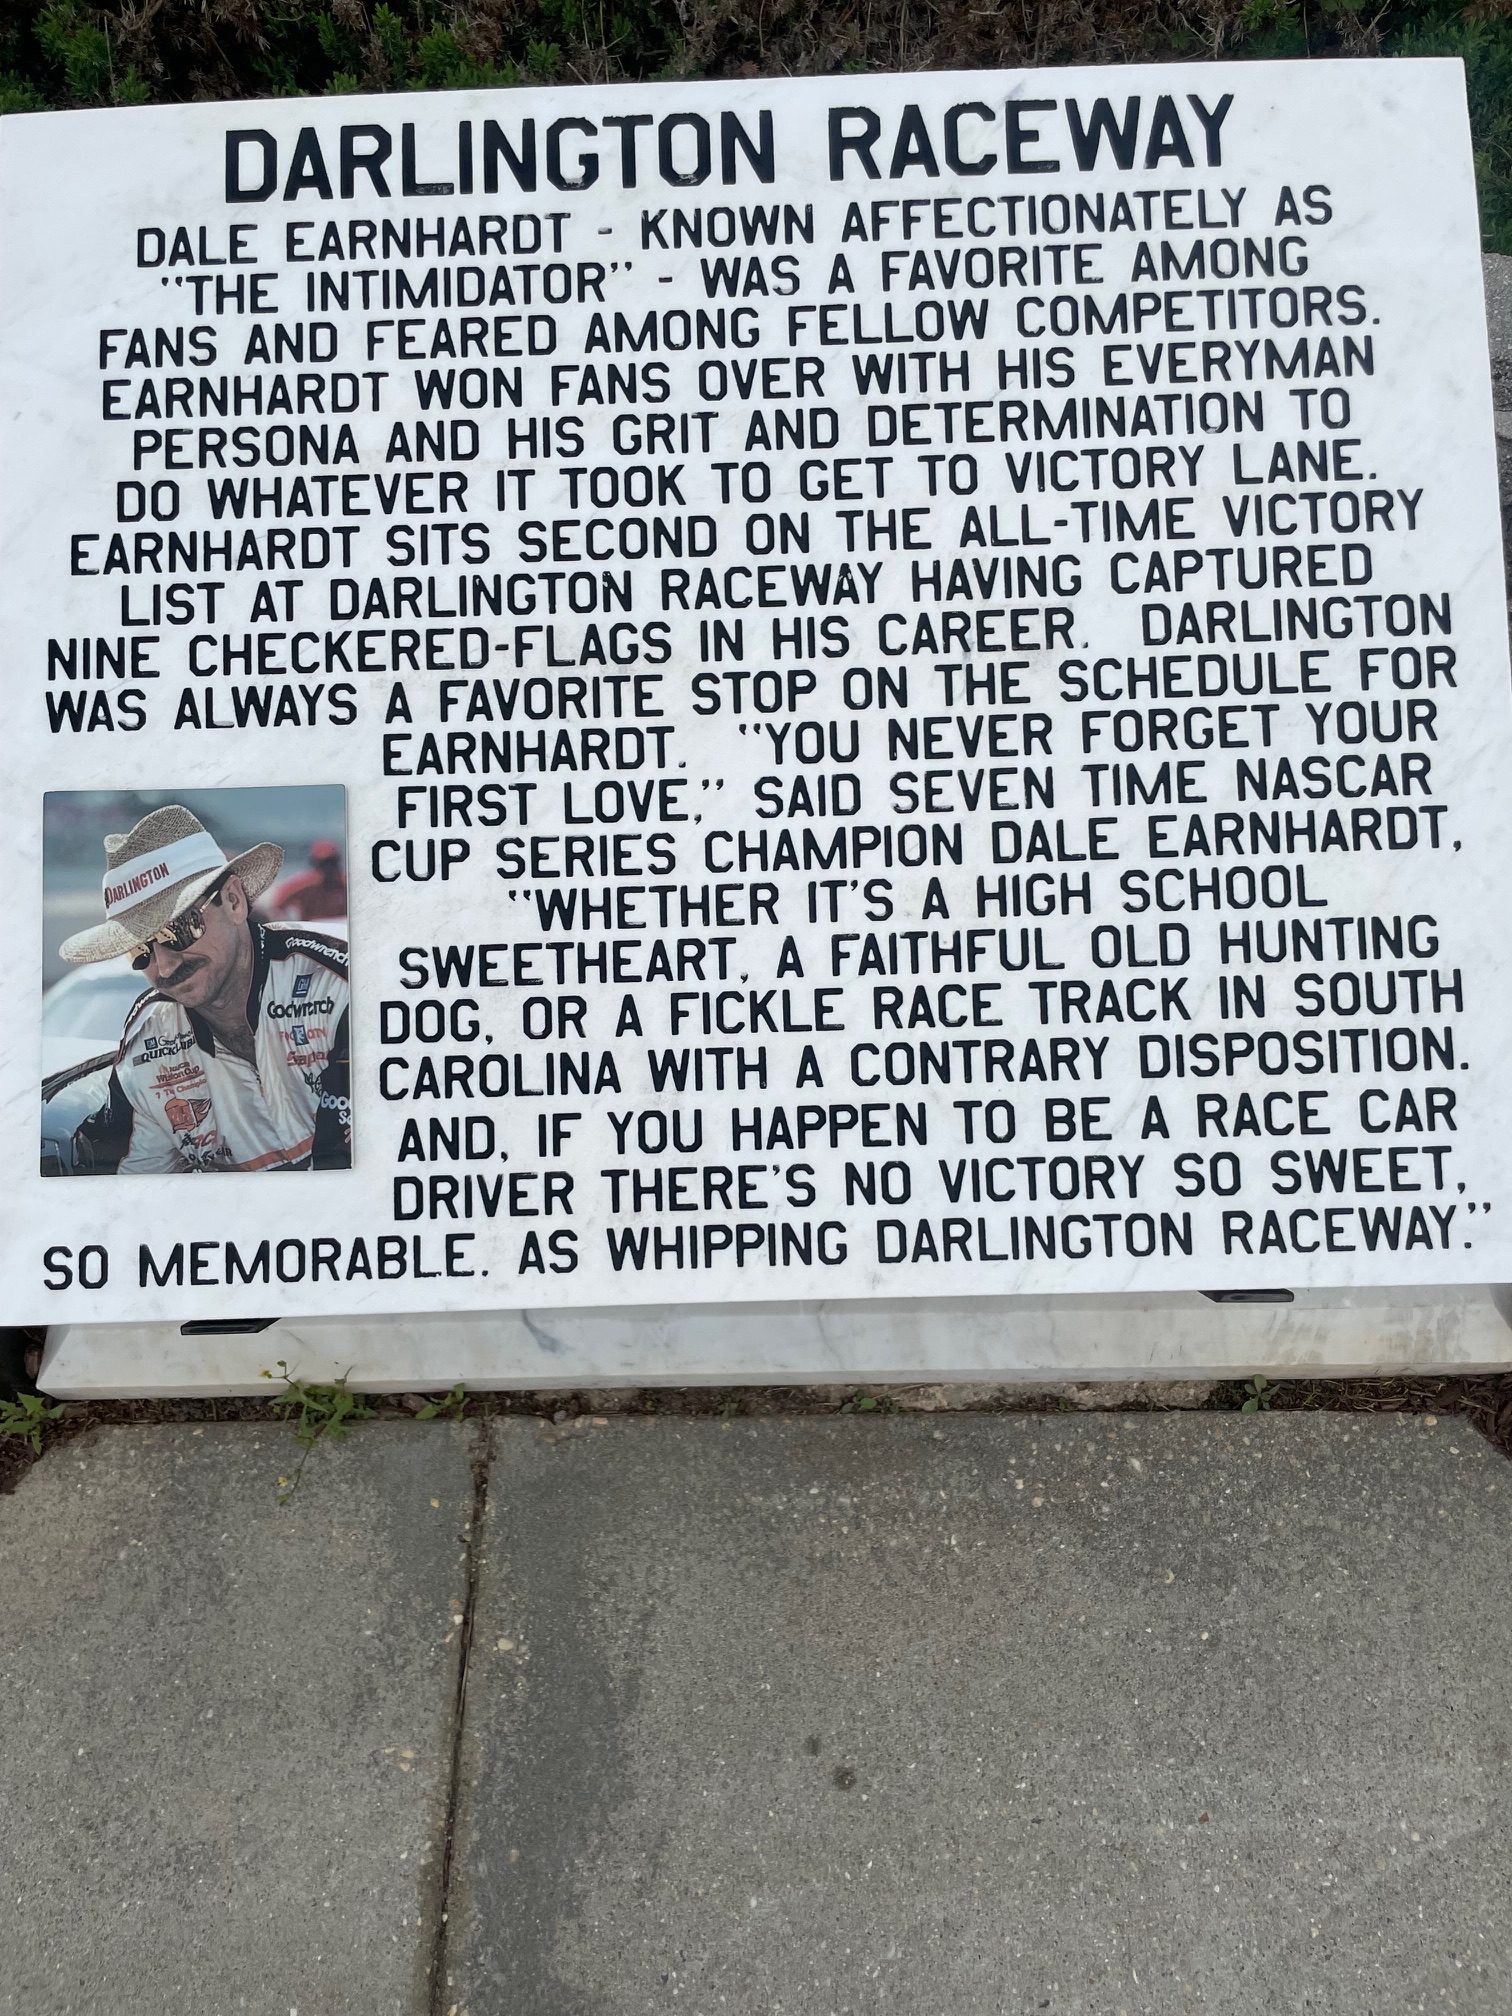 DARLINGTON RACEWAY
DALE EARNHARDT - KNOWN AFFECTIONATELY AS
"THE INTIMIDATOR" - WAS A FAVORITE AMONG
FANS AND FEARED AMONG FELLOW COMPETITORS.
EARNHARDT WON FANS OVER WITH HIS EVERYMAN
PERSONA AND HIS GRIT AND DETERMINATION TO
DO WHATEVER IT TOOK TO GET TO VICTORY LANE.
EARNHARDT SITS SECOND ON THE ALL-TIME VICTORY
LIST AT DARLINGTON RACEWAY HAVING CAPTURED
NINE CHECKERED-FLAGS IN HIS CAREER. DARLINGTON
WAS ALWAYS A FAVORITE STOP ON THE SCHEDULE FOR
EARNHARDT. "YOU NEVER FORGET YOUR
FIRST LOVE," SAID SEVEN TIME NASCAR
CUP SERIES CHAMPION DALE EARNHARDT,
"WHETHER IT'S A HIGH SCHOOL
SWEETHEART, A FAITHFUL OLD HUNTING
DOG, OR A FICKLE RACE TRACK IN SOUTH
CAROLINA WITH A CONTRARY DISPOSITION.
AND, IF YOU HAPPEN TO BE A RACE CAR
DRIVER THERE'S NO VICTORY SO SWEET,
SO MEMORABLE, AS WHIPPING DARLINGTON RACEWAY."
DARLINGTON
Goodwrench
GM
Goodwrench
GM